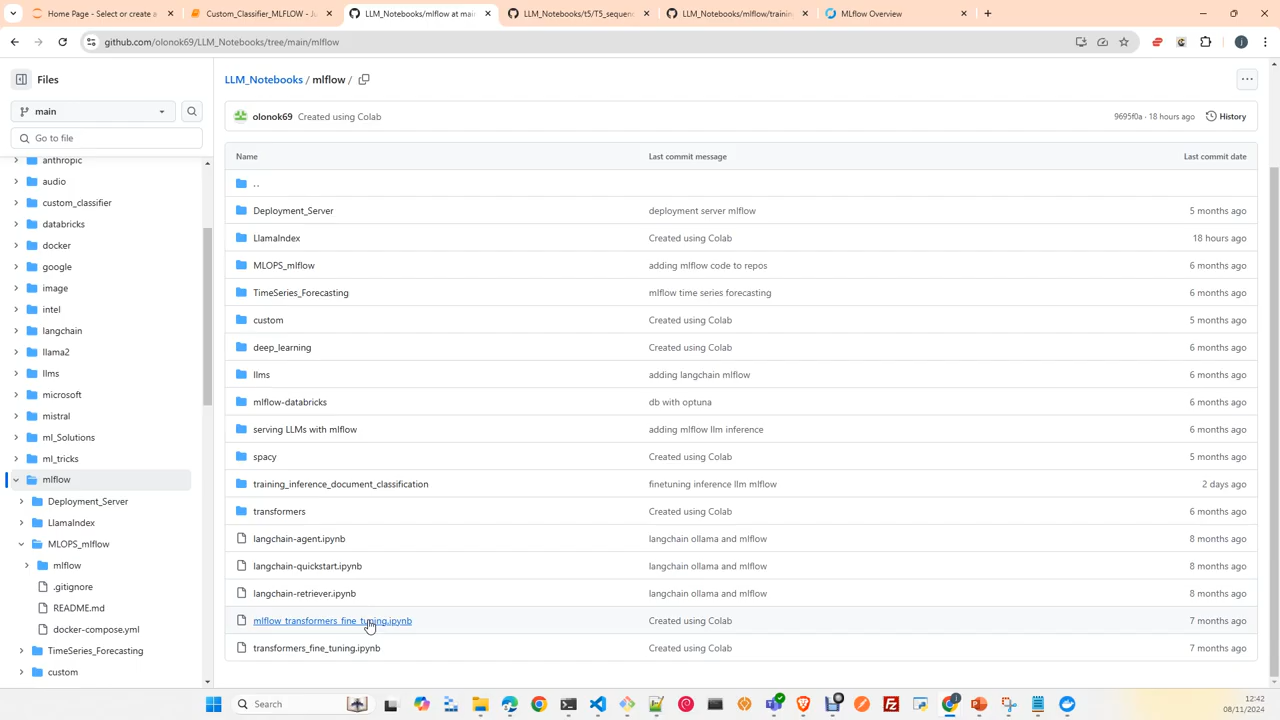 Home Page - Select or create a
Custom_Classifier_MLFLOW - Ju
LLM_Notebooks/mlflow at main
LLM_Notebooks/t5/T5_sequen
LLM_Notebooks/mlflow/trainin
MLflow Overview
github.com/olonok69/LLM_Notebooks/tree/main/mlflow
Files
main
Go to file
anthropic
audio
custom_classifier
databricks
docker
google
image
intel
langchain
llama2
llms
microsoft
mistral
ml_Solutions
ml_tricks
mlflow
Deployment_Server
LlamaIndex
MLOPS_mlflow
mlflow
.gitignore
README.md
docker-compose.yml
TimeSeries_Forecasting
custom
LLM_Notebooks / mlflow /
olonok69 Created using Colab 9695f0a · 18 hours ago History
Name Last commit message Last commit date
..
Deployment_Server deployment server mlflow 5 months ago
LlamaIndex Created using Colab 18 hours ago
MLOPS_mlflow adding mlflow code to repos 6 months ago
TimeSeries_Forecasting mlflow time series forecasting 6 months ago
custom Created using Colab 5 months ago
deep_learning Created using Colab 6 months ago
llms adding langchain mlflow 6 months ago
mlflow-databricks db with optuna 6 months ago
serving LLMs with mlflow adding mlflow llm inference 6 months ago
spacy Created using Colab 5 months ago
training_inference_document_classification finetuning inference llm mlflow 2 days ago
transformers Created using Colab 6 months ago
langchain-agent.ipynb langchain ollama and mlflow 8 months ago
langchain-quickstart.ipynb langchain ollama and mlflow 8 months ago
langchain-retriever.ipynb langchain ollama and mlflow 8 months ago
mlflow_transformers_fine_tuning.ipynb Created using Colab 7 months ago
transformers_fine_tuning.ipynb Created using Colab 7 months ago
Search
12:42
08/11/2024